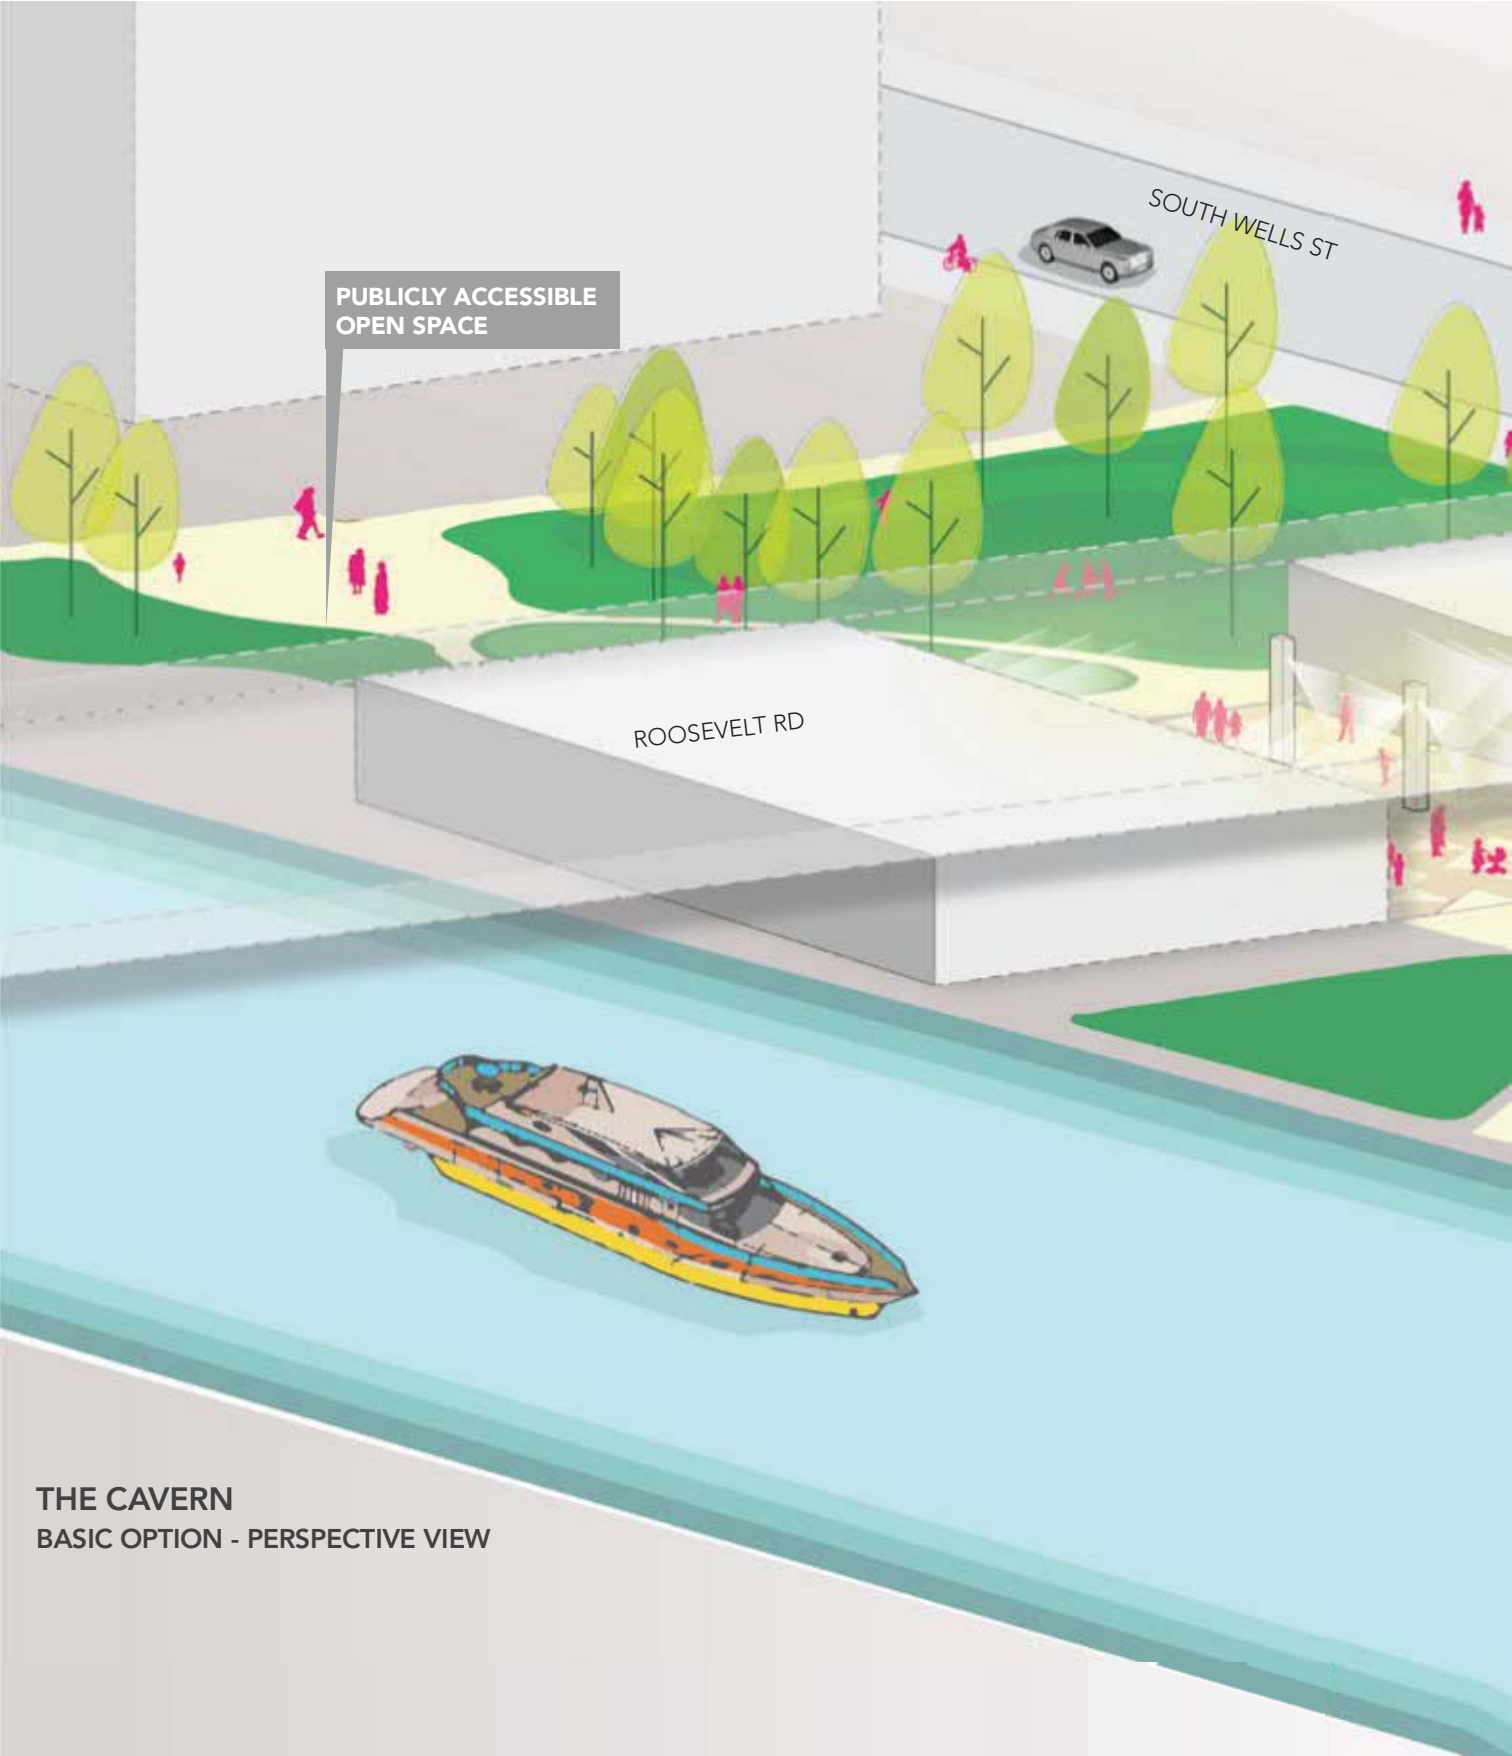 SOUTH WELLS ST
PUBLICLY ACCESSIBLE
OPEN SPACE
ROOSEVELT RD
THE CAVERN
BASIC OPTION - PERSPECTIVE VIEW